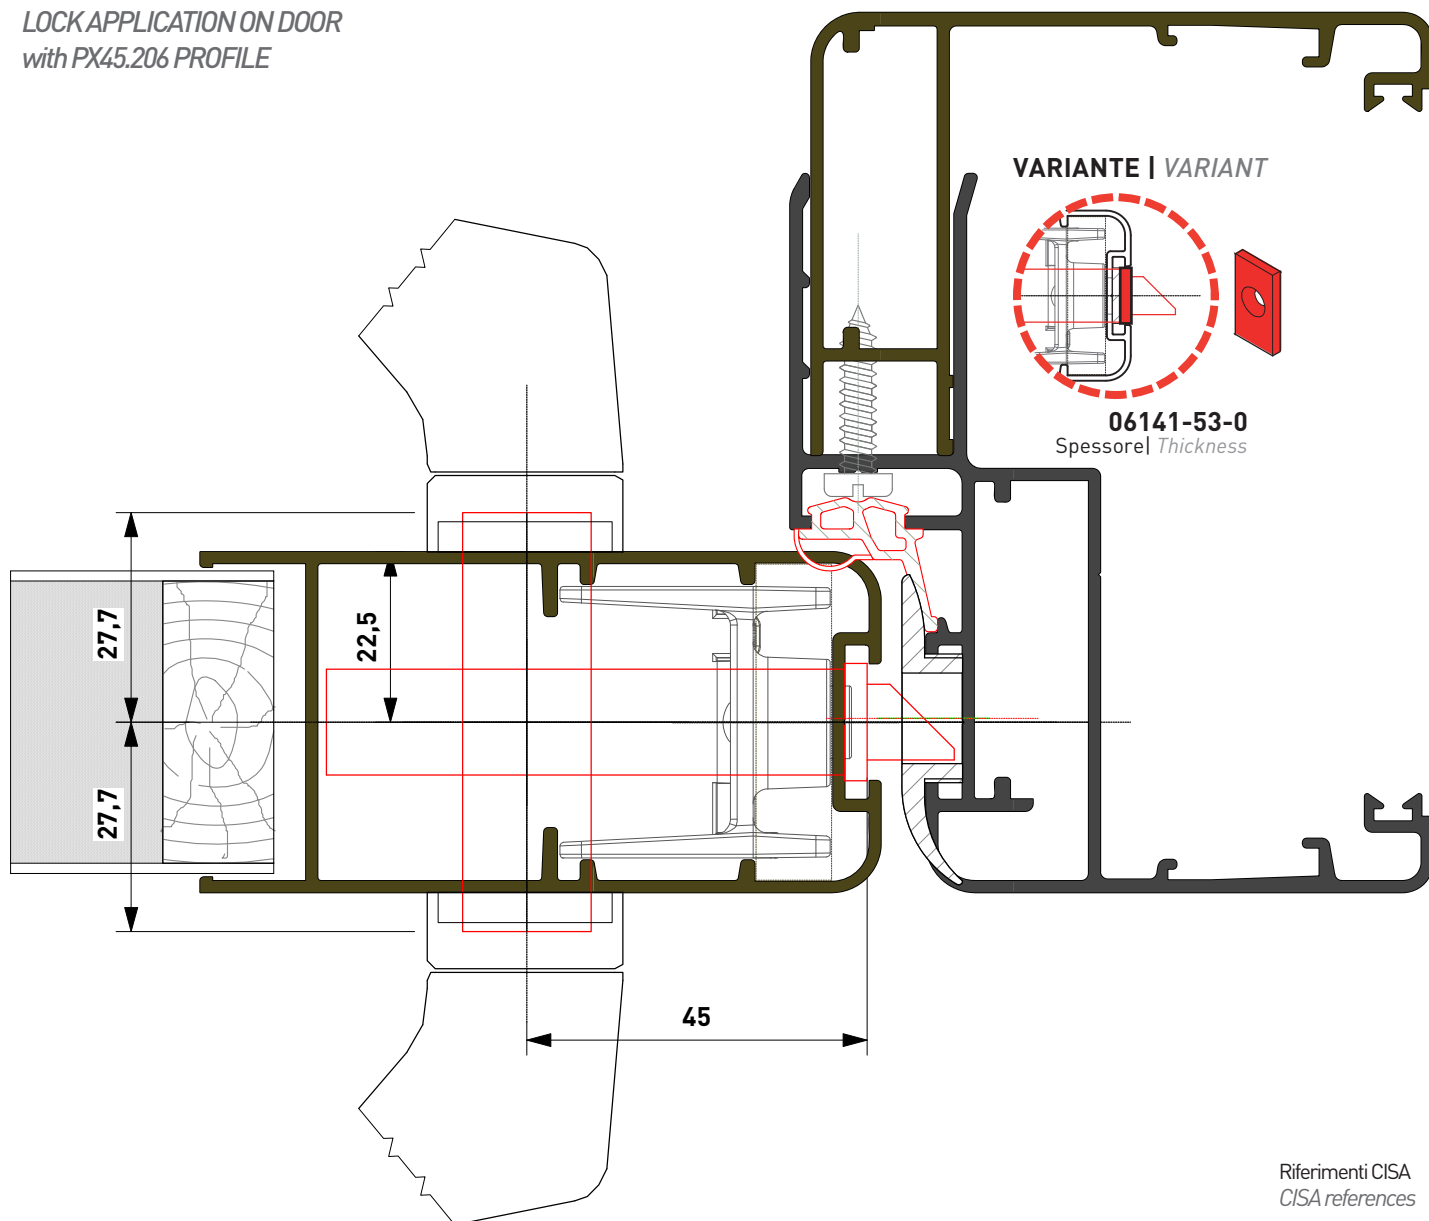 LOCK APPLICATION ON DOOR
with PX45.206 PROFILE
VARIANTE | VARIANT
06141-53-0
Spessore| Thickness
27,7
22,5
27,7
45
Riferimenti CISA
CISA references